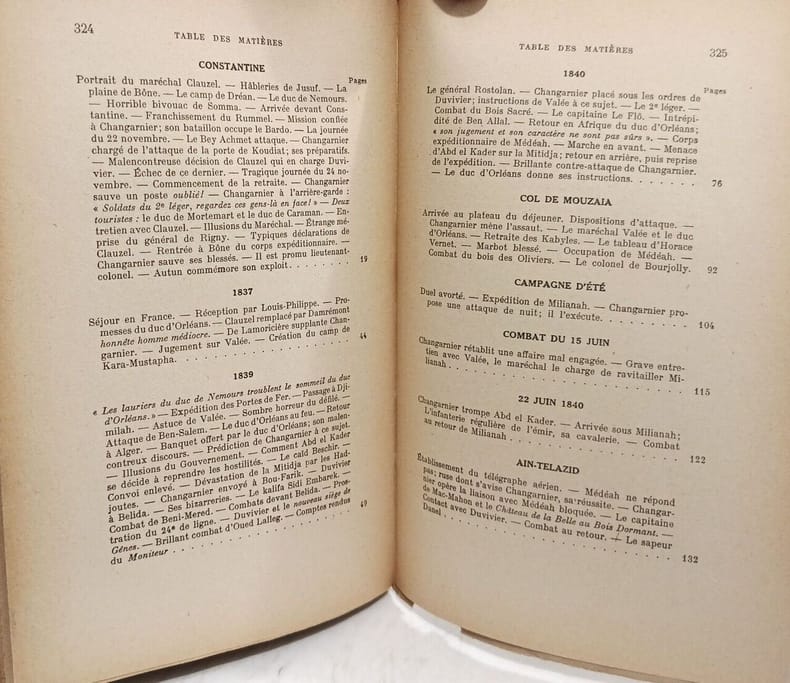 324
TABLE DES MATIÈRES
CONSTANTINE
Pages
Portrait du maréchal Clauzel. — Hâbleries de Jusuf. — La
plaine de Bône. — Le camp de Dréan. — Le duc de Nemours.
— Horrible bivouac de Somma. — Arrivée devant Cons-
tantine. — Franchissement du Rummel. — Mission confiée
à Changarnier; son bataillon occupe le Bardo. — La journée
du 22 novembre. — Le Bey Achmet attaque. — Changarnier
chargé de l'attaque de la porte de Koudiat; ses préparatifs.
— Malencontreuse décision de Clauzel qui en charge Duvi-
vier. — Échec de ce dernier. — Tragique journée du 24 no-
vembre. — Commencement de la retraite. — Changarnier
sauve un poste oublié! — Changarnier à l'arrière-garde :
« Soldats du 2e léger, regardez ces gens-là en face! » — Deux
touristes : le duc de Mortemart et le duc de Caraman. — En-
tretien avec Clauzel. — Illusions du Maréchal. — Étrange mé-
prise du général de Rigny. — Typiques déclarations de
Clauzel. — Rentrée à Bône du corps expéditionnaire. —
Changarnier sauve ses blessés. — Il est promu lieutenant-
colonel. — Autun commémore son exploit. . . . . . . . 19
1837
Séjour en France. — Réception par Louis-Philippe. — Pro-
messes du duc d'Orléans. — Clauzel remplacé par Damrémont
honnête homme médiocre. — De Lamoricière supplante Chan-
garnier. — Jugement sur Valée. — Création du camp de
Kara-Mustapha. . . . . . . . . . . . . . . . . . . 44
1839
« Les lauriers du duc de Nemours troublent le sommeil du duc
d'Orléans. » — Expédition des Portes de Fer. — Passage à Dji-
milah. — Astuce de Valée. — Sombre horreur du défilé. —
Attaque de Ben-Salem. — Le duc d'Orléans au feu. — Retour
à Alger. — Banquet offert par le duc d'Orléans; son malen-
contreux discours. — Prédiction de Changarnier à ce sujet.
— Illusions du Gouvernement. — Comment Abd el Kader
se décide à reprendre les hostilités. — Le caïd Beschir. —
Convoi enlevé. — Dévastation de la Mitidja par les Had-
joutes. — Changarnier envoyé à Bou-Farik. — Duvivier
à Belida. — Ses bizarreries. — Le kalifa Sidi Embarek. —
Combat de Beni-Mered. — Combats devant Belida. — Pros-
tration du 24e de ligne. — Duvivier et le nouveau siège de
Gênes. — Brillant combat d'Oued Lalleg. — Comptes rendus
du Moniteur . . . . . . . . . . . . . . . . . . . 49
TABLE DES MATIÈRES
325
1840
Pages
Le général Rostolan. — Changarnier placé sous les ordres de
Duvivier; instructions de Valée à ce sujet. — Le 2e léger. —
Combat du Bois Sacré. — Le capitaine Le Flô. — Intrépi-
dité de Ben Allal. — Retour en Afrique du duc d'Orléans;
« son jugement et son caractère ne sont pas sûrs ». — Corps
expéditionnaire de Médéah. — Marche en avant. — Menace
d'Abd el Kader sur la Mitidja; retour en arrière, puis reprise
de l'expédition. — Brillante contre-attaque de Changarnier.
— Le duc d'Orléans donne ses instructions. . . . . . . 76
COL DE MOUZAIA
Arrivée au plateau du déjeuner. Dispositions d'attaque. —
Changarnier mène l'assaut. — Le maréchal Valée et le duc
d'Orléans. — Retraite des Kabyles. — Le tableau d'Horace
Vernet. — Marbot blessé. — Occupation de Médéah. —
Combat du bois des Oliviers. — Le colonel de Bourjolly. 92
CAMPAGNE D'ÉTÉ
Duel avorté. — Expédition de Milianah. — Changarnier pro-
pose une attaque de nuit; il l'exécute. . . . . . . . . 104
COMBAT DU 15 JUIN
Changarnier rétablit une affaire mal engagée. — Grave entre-
tien avec Valée, le maréchal le charge de ravitailler Mi-
lianah. . . . . . . . . . . . . . . . . . . . . . 115
22 JUIN 1840
Changarnier trompe Abd el Kader. — Arrivée sous Milianah;
L'infanterie régulière de l'émir, sa cavalerie. — Combat
au retour de Milianah . . . . . . . . . . . . . . . . 122
AIN-TELAZID
Établissement du télégraphe aérien. — Médéah ne répond
pas; ruse dont s'avise Changarnier, sa réussite. — Changar-
nier opère la liaison avec Médéah bloquée. — Le capitaine
de Mac-Mahon et le Château de la Belle au Bois Dormant. —
Contact avec Duvivier. — Combat au retour. — Le sapeur
Dunel . . . . . . . . . . . . . . . . . . . . . . 132